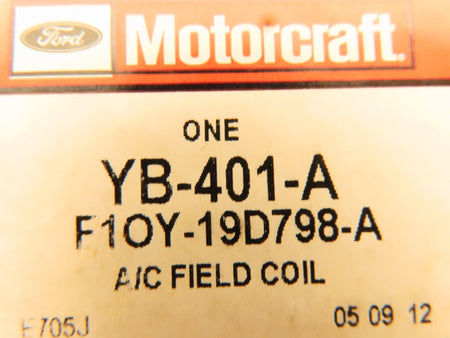 Ford Motorcraft
ONE
YB-401-A
F1OY-19D798-A
A/C FIELD COIL
E705J 05 09 12